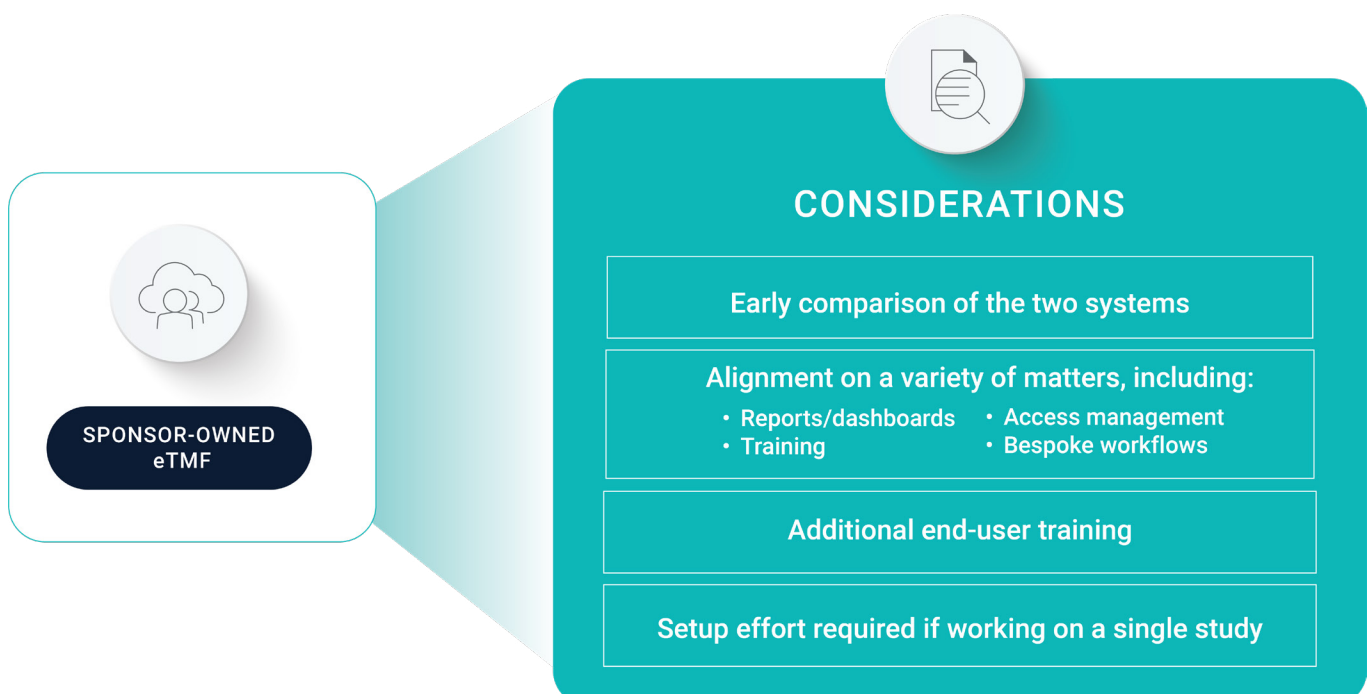 SPONSOR-OWNED
eTMF
CONSIDERATIONS
Early comparison of the two systems
Alignment on a variety of matters, including:
• Reports/dashboards
• Training
• Access management
• Bespoke workflows
Additional end-user training
Setup effort required if working on a single study